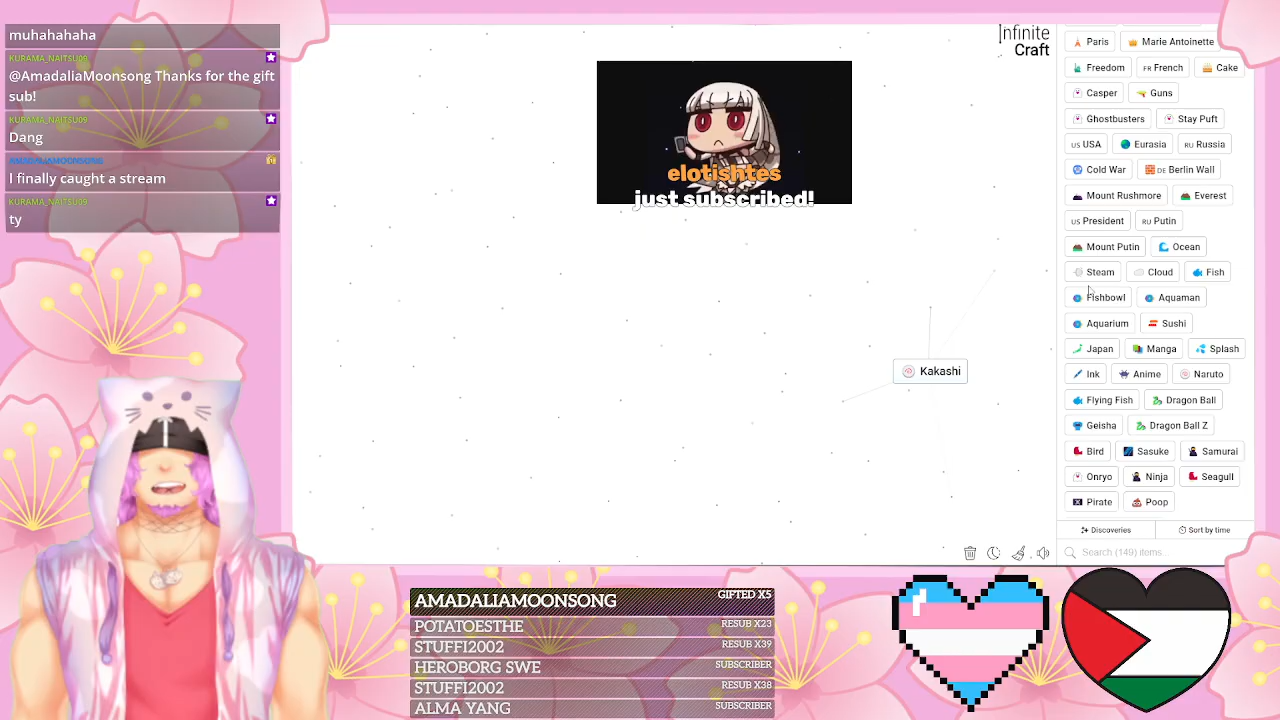 muhahahaha
KURAMA_NAITSU09
@AmadaliaMoonsong Thanks for the gift
sub!
KURAMA_NAITSU09
Dang
AMADALIAMOONSONG
I finally caught a stream
KURAMA_NAITSU09
ty
elotishtes
just subscribed!
Infinite
Craft
Kakashi
Paris Marie Antoinette
Freedom FR French Cake
Casper Guns
Ghostbusters Stay Puft
US USA Eurasia RU Russia
Cold War DE Berlin Wall
Mount Rushmore Everest
US President RU Putin
Mount Putin Ocean
Steam Cloud Fish
Fishbowl Aquaman
Aquarium Sushi
Japan Manga Splash
Ink Anime Naruto
Flying Fish Dragon Ball
Geisha Dragon Ball Z
Bird Sasuke Samurai
Onryo Ninja Seagull
Pirate Poop
Discoveries Sort by time
Search (149) items...
AMADALIAMOONSONG GIFTED X5
POTATOESTHE RESUB X23
STUFFI2002 RESUB X39
HEROBORG SWE SUBSCRIBER
STUFFI2002 RESUB X38
ALMA YANG SUBSCRIBER